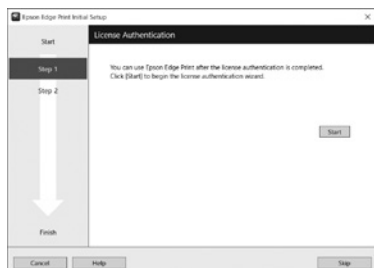 Epson Edge Print Initial Setup
Start
License Authentication
Step 1
You can use Epson Edge Print after the license authentication is completed.
Click [Start] to begin the license authentication wizard.
Step 2
Start
Finish
Cancel
Help
Skip